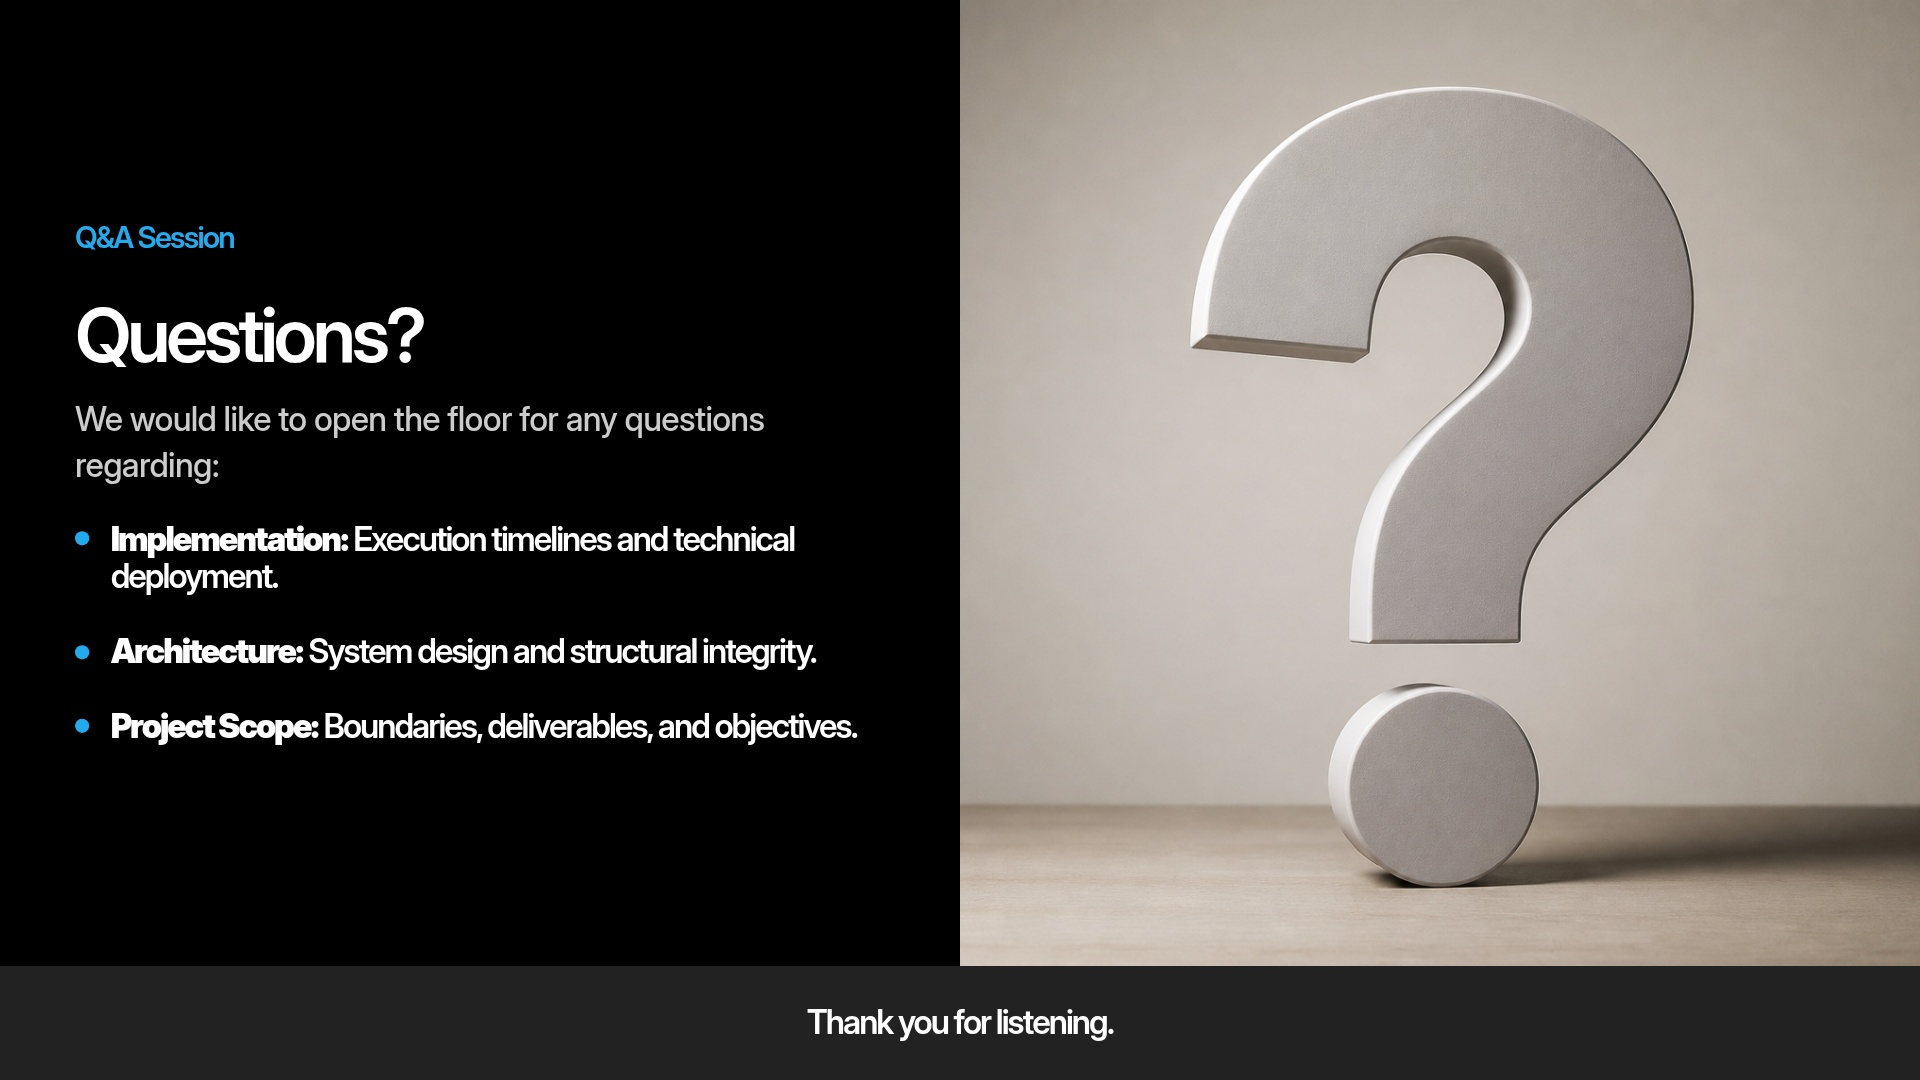 Q&A Session
Questions?
We would like to open the floor for any questions
regarding:
Implementation: Execution timelines and technical
deployment.
Architecture: System design and structural integrity.
Project Scope: Boundaries, deliverables, and objectives.
Thank you for listening.